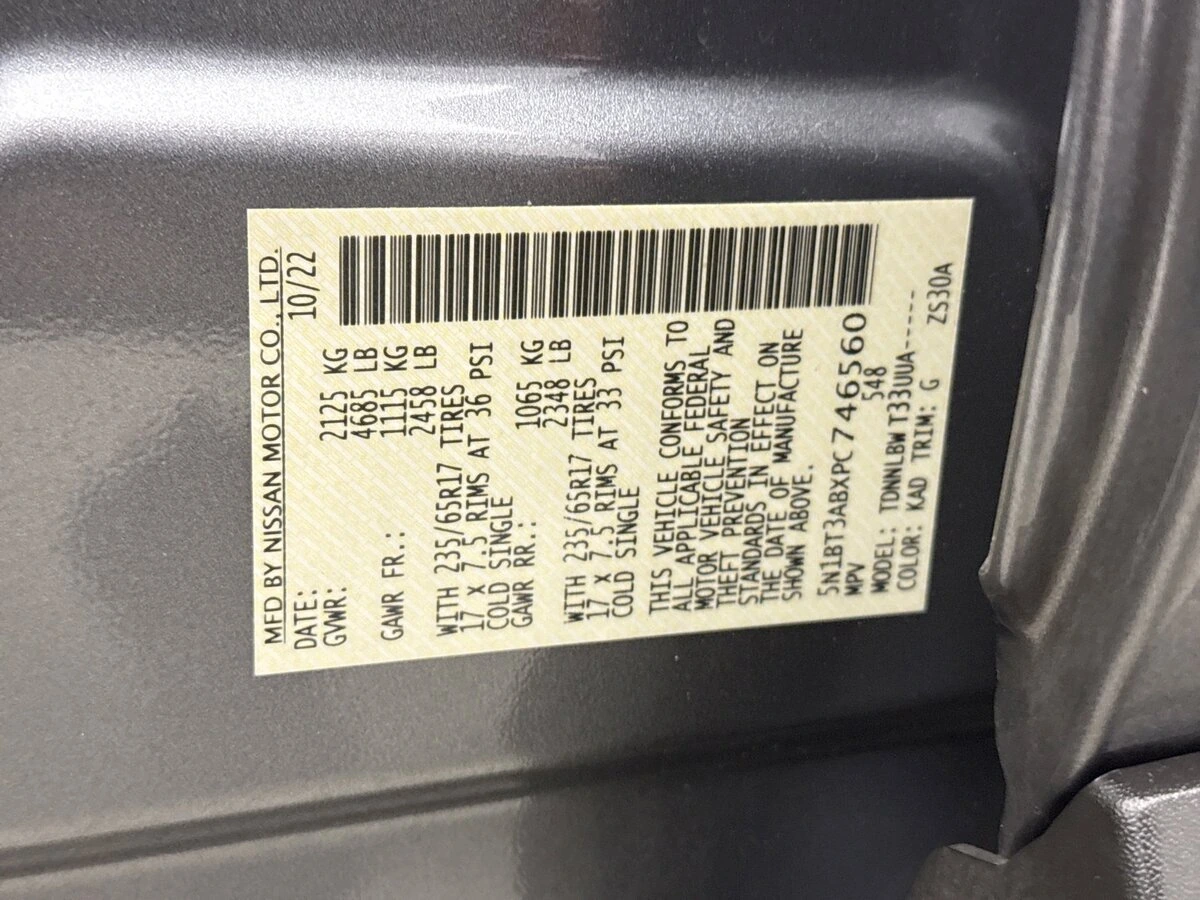 MFD BY NISSAN MOTOR CO., LTD.
DATE: 10/22
GVWR: 2125 KG
4685 LB
GAWR FR.: 1115 KG
2458 LB
WITH 235/65R17 TIRES
17 X 7.5 RIMS AT 36 PSI
COLD SINGLE
GAWR RR.: 1065 KG
2348 LB
WITH 235/65R17 TIRES
17 X 7.5 RIMS AT 33 PSI
COLD SINGLE
THIS VEHICLE CONFORMS TO
ALL APPLICABLE FEDERAL
MOTOR VEHICLE SAFETY AND
THEFT PREVENTION
STANDARDS IN EFFECT ON
THE DATE OF MANUFACTURE
SHOWN ABOVE.
5N1BT3ABXPC746560
MPV 548
MODEL: TDNNLBW T33UUA-----
COLOR: KAD TRIM: G ZS30A